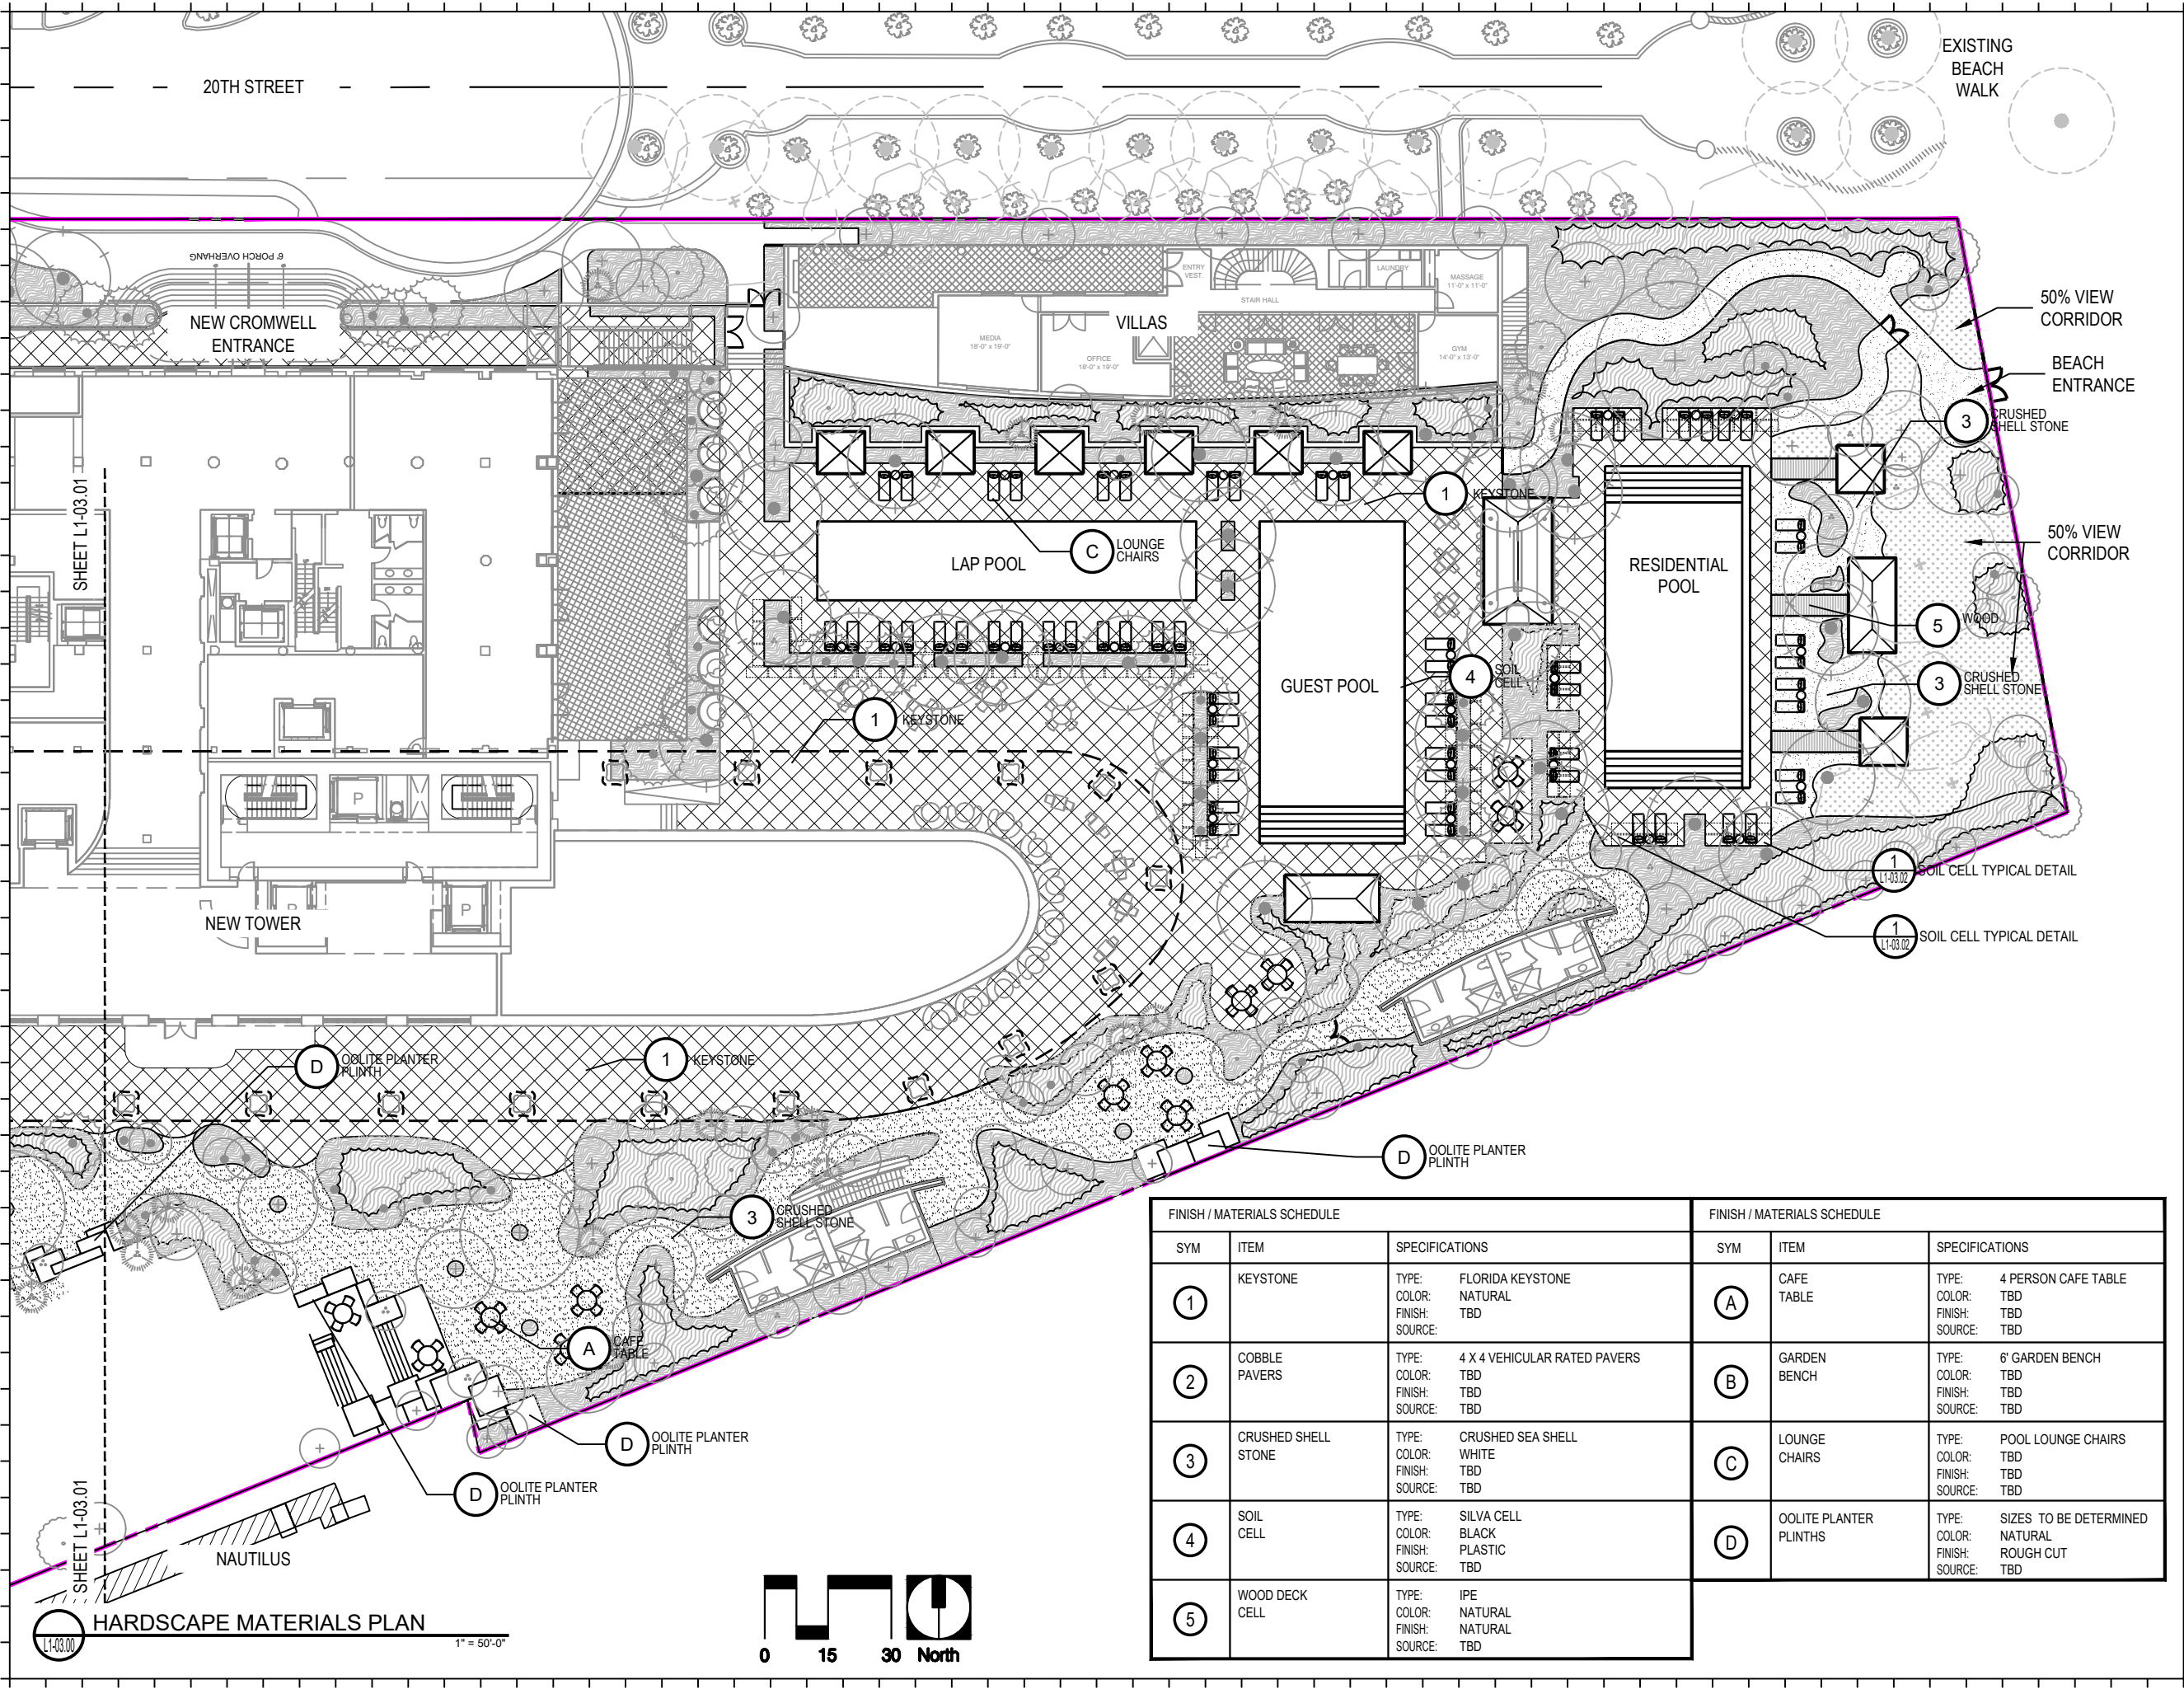 20TH STREET
EXISTING
BEACH
WALK
6' PORCH OVERHANG
NEW CROMWELL
ENTRANCE
ENTRY
VEST.
STAIR HALL
LAUNDRY
MASSAGE
11'-0" x 11'-0"
VILLAS
MEDIA
18'-0" x 19'-0"
OFFICE
18'-0" x 19'-0"
GYM
14'-0" x 13'-0"
50% VIEW
CORRIDOR
BEACH
ENTRANCE
3
CRUSHED
SHELL STONE
SHEET L1-03.01
1
KEYSTONE
C
LOUNGE
CHAIRS
LAP POOL
RESIDENTIAL
POOL
50% VIEW
CORRIDOR
5
WOOD
GUEST POOL
4
SOIL
CELL
3
CRUSHED
SHELL STONE
1
KEYSTONE
P
P
P
NEW TOWER
1
L1-03.02
SOIL CELL TYPICAL DETAIL
1
L1-03.02
SOIL CELL TYPICAL DETAIL
D
OOLITE PLANTER
PLINTH
1
KEYSTONE
D
OOLITE PLANTER
PLINTH
3
CRUSHED
SHELL STONE
A
CAFE
TABLE
D
OOLITE PLANTER
PLINTH
D
OOLITE PLANTER
PLINTH
SHEET L1-03.01
NAUTILUS
L1-03.00
HARDSCAPE MATERIALS PLAN
1" = 50'-0"
0 15 30 North
FINISH / MATERIALS SCHEDULE
SYM ITEM SPECIFICATIONS
1
KEYSTONE
TYPE: FLORIDA KEYSTONE
COLOR: NATURAL
FINISH: TBD
SOURCE:
2
COBBLE
PAVERS
TYPE: 4 X 4 VEHICULAR RATED PAVERS
COLOR: TBD
FINISH: TBD
SOURCE: TBD
3
CRUSHED SHELL
STONE
TYPE: CRUSHED SEA SHELL
COLOR: WHITE
FINISH: TBD
SOURCE: TBD
4
SOIL
CELL
TYPE: SILVA CELL
COLOR: BLACK
FINISH: PLASTIC
SOURCE: TBD
5
WOOD DECK
CELL
TYPE: IPE
COLOR: NATURAL
FINISH: NATURAL
SOURCE: TBD
FINISH / MATERIALS SCHEDULE
SYM ITEM SPECIFICATIONS
A
CAFE
TABLE
TYPE: 4 PERSON CAFE TABLE
COLOR: TBD
FINISH: TBD
SOURCE: TBD
B
GARDEN
BENCH
TYPE: 6' GARDEN BENCH
COLOR: TBD
FINISH: TBD
SOURCE: TBD
C
LOUNGE
CHAIRS
TYPE: POOL LOUNGE CHAIRS
COLOR: TBD
FINISH: TBD
SOURCE: TBD
D
OOLITE PLANTER
PLINTHS
TYPE: SIZES TO BE DETERMINED
COLOR: NATURAL
FINISH: ROUGH CUT
SOURCE: TBD